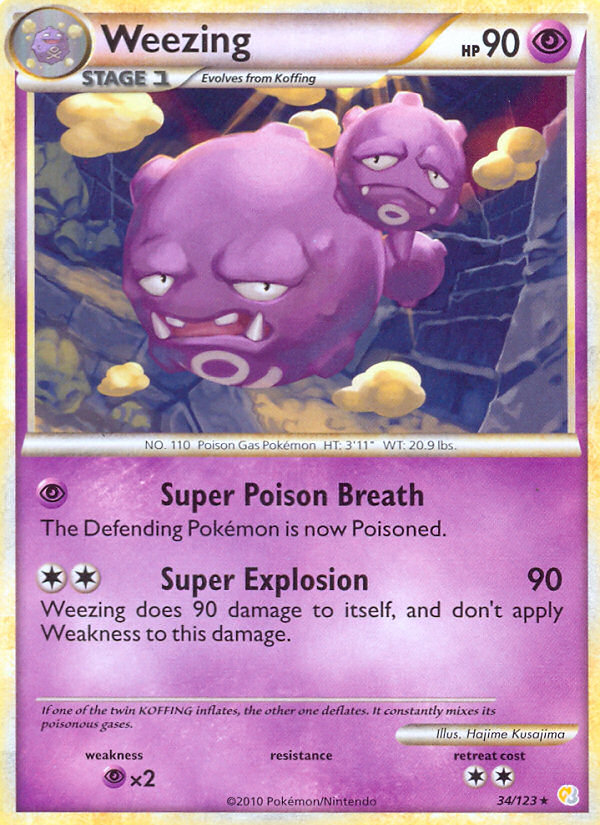 Weezing
HP 90
STAGE 1
Evolves from Koffing
NO. 110 Poison Gas Pokémon HT: 3'11" WT: 20.9 lbs.
Super Poison Breath
The Defending Pokémon is now Poisoned.
Super Explosion 90
Weezing does 90 damage to itself, and don't apply
Weakness to this damage.
If one of the twin KOFFING inflates, the other one deflates. It constantly mixes its
poisonous gases.
Illus. Hajime Kusajima
weakness resistance retreat cost
×2
©2010 Pokémon/Nintendo 34/123 ★